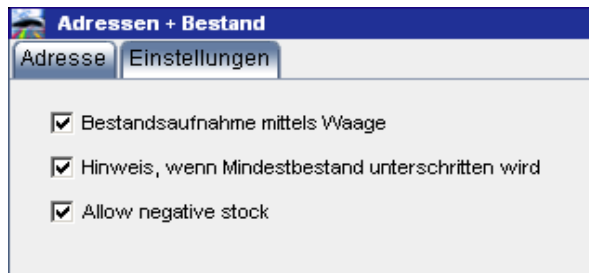 Adressen + Bestand
Adresse Einstellungen
Bestandsaufnahme mittels Waage
Hinweis, wenn Mindestbestand unterschritten wird
Allow negative stock